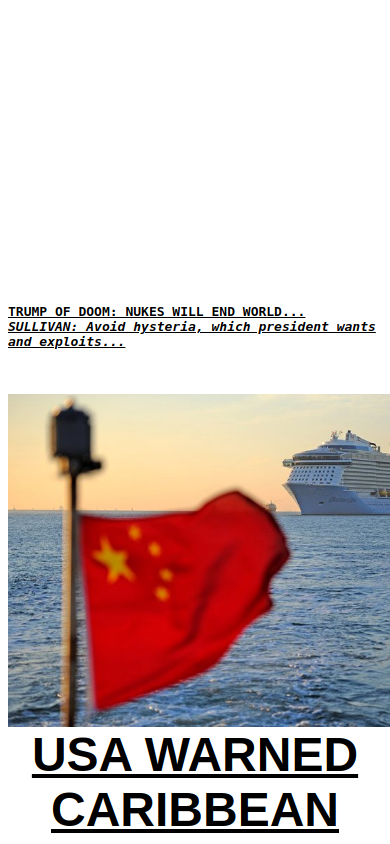 TRUMP OF DOOM: NUKES WILL END WORLD...
SULLIVAN: Avoid hysteria, which president wants
and exploits...
USA WARNED
CARIBBEAN